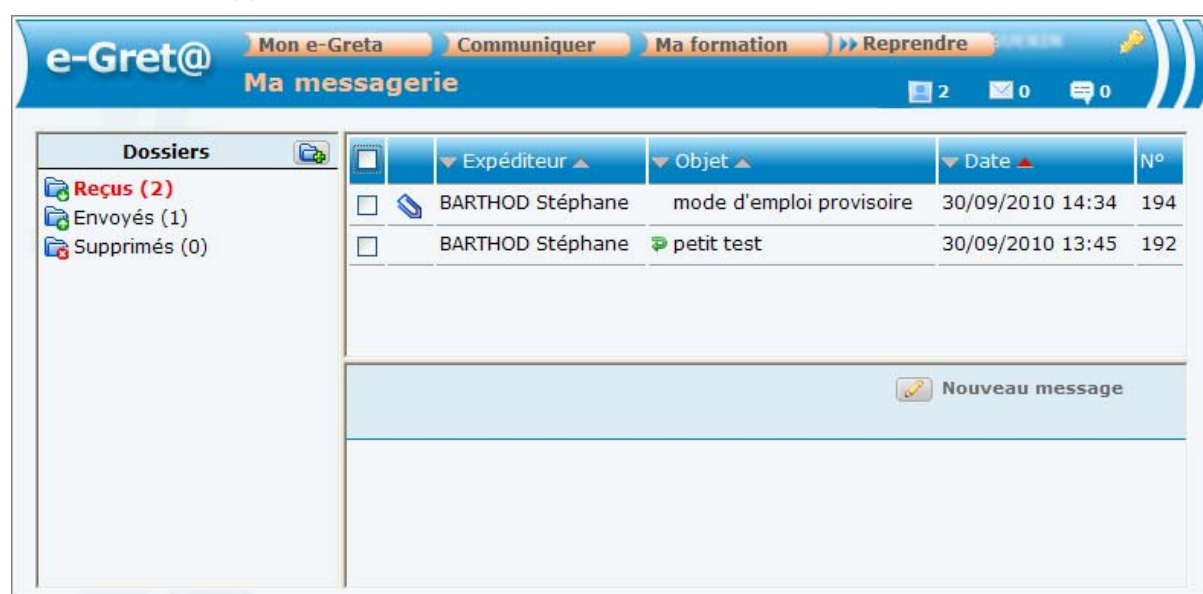 e-Gret@
Mon e-Greta Communiquer Ma formation Reprendre
Ma messagerie
2 0 0
Dossiers
Reçus (2)
Envoyés (1)
Supprimés (0)
Expéditeur Objet Date N°
BARTHOD Stéphane mode d'emploi provisoire 30/09/2010 14:34 194
BARTHOD Stéphane petit test 30/09/2010 13:45 192
Nouveau message